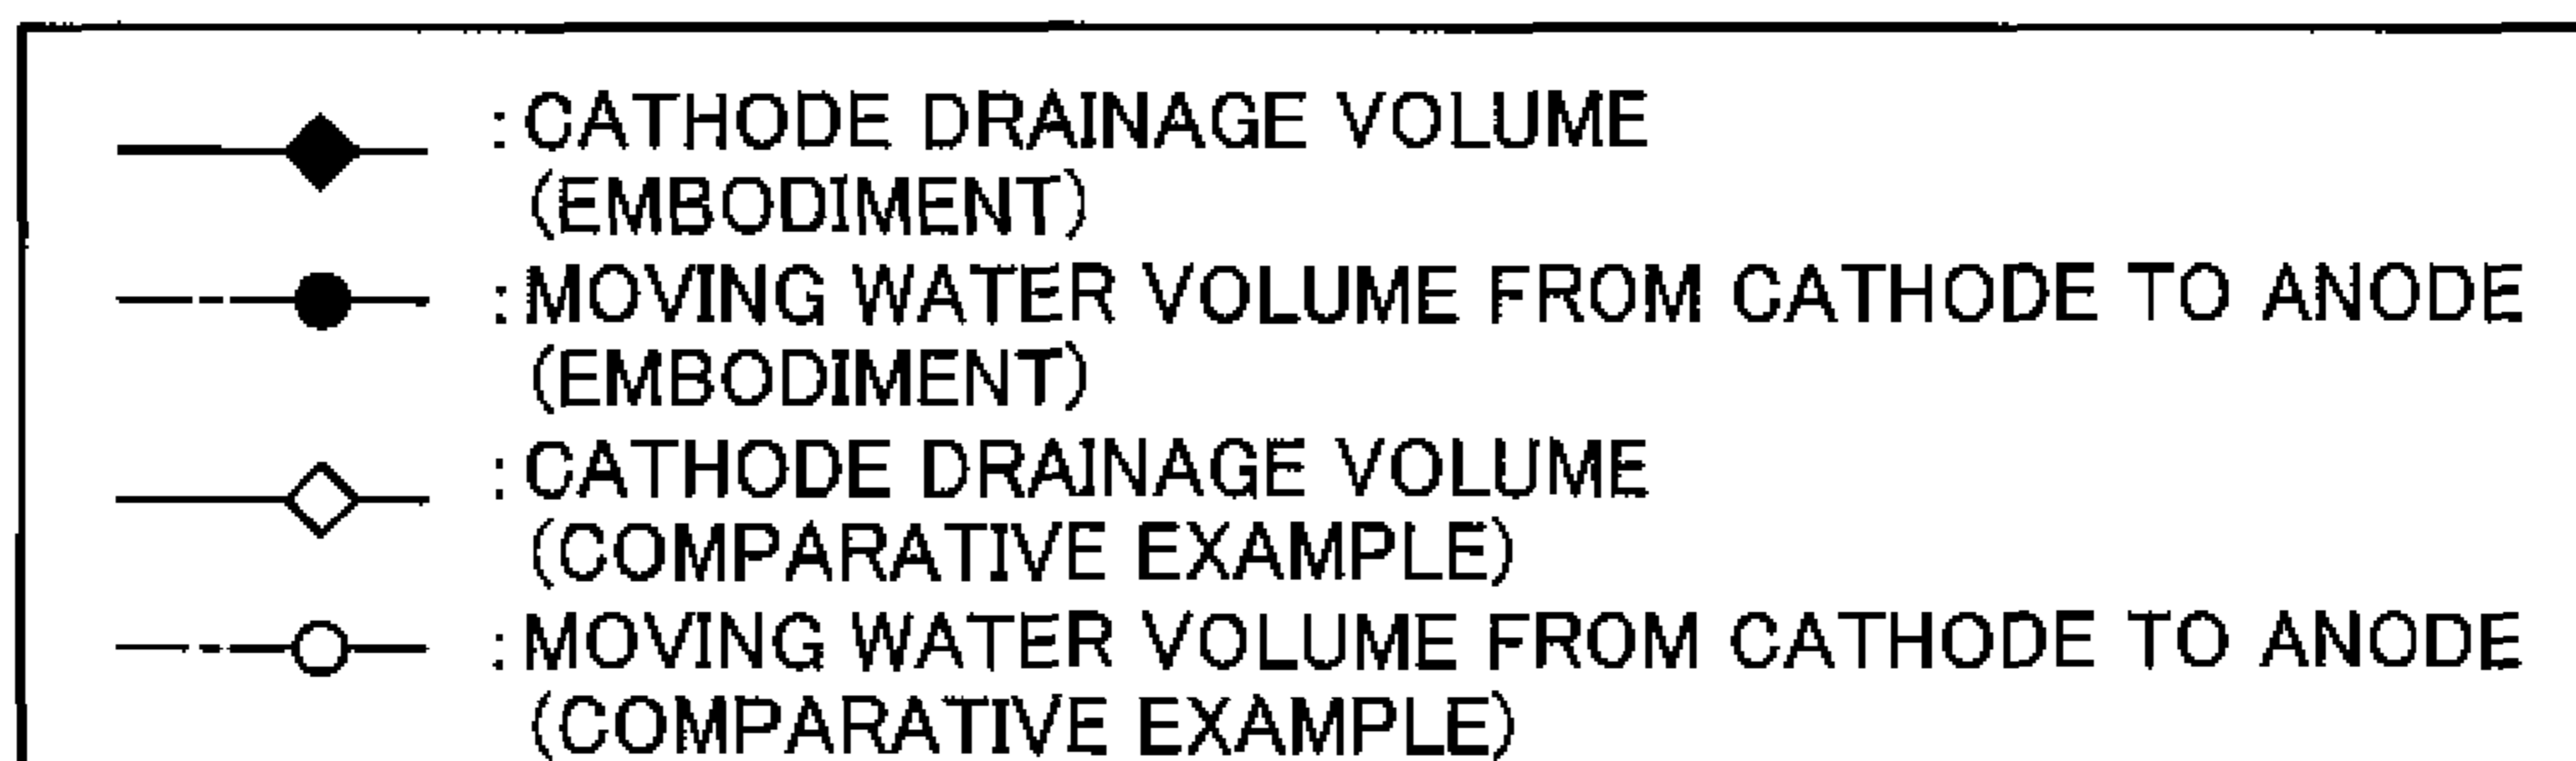 : CATHODE DRAINAGE VOLUME
(EMBODIMENT)
: MOVING WATER VOLUME FROM CATHODE TO ANODE
(EMBODIMENT)
: CATHODE DRAINAGE VOLUME
(COMPARATIVE EXAMPLE)
: MOVING WATER VOLUME FROM CATHODE TO ANODE
(COMPARATIVE EXAMPLE)